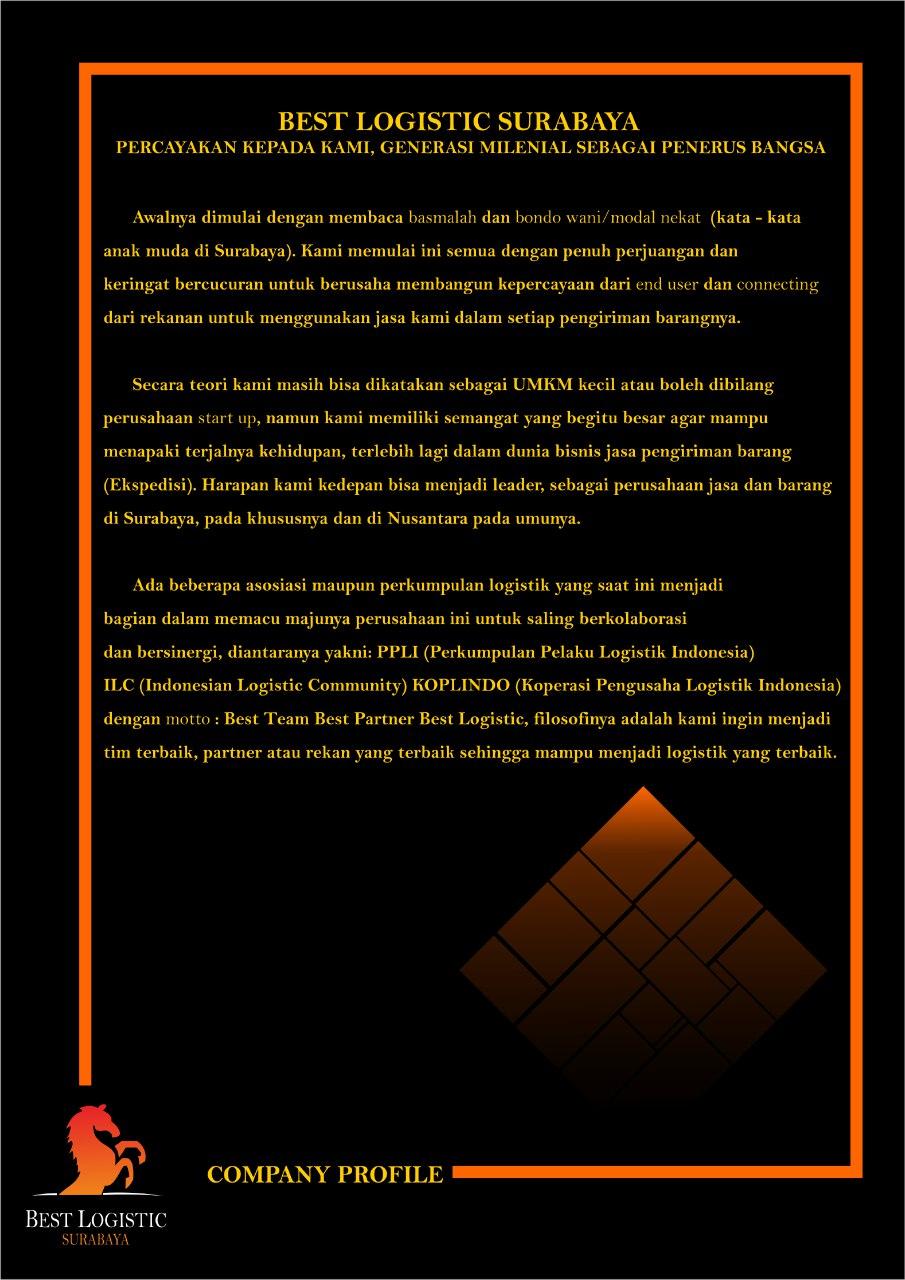 BEST LOGISTIC SURABAYA
PERCAYAKAN KEPADA KAMI, GENERASI MILENIAL SEBAGAI PENERUS BANGSA
Awalnya dimulai dengan membaca basmalah dan bondo wani/modal nekat (kata - kata
anak muda di Surabaya). Kami memulai ini semua dengan penuh perjuangan dan
keringat bercucuran untuk berusaha membangun kepercayaan dari end user dan connecting
dari rekanan untuk menggunakan jasa kami dalam setiap pengiriman barangnya.
Secara teori kami masih bisa dikatakan sebagai UMKM kecil atau boleh dibilang
perusahaan start up, namun kami memiliki semangat yang begitu besar agar mampu
menapaki terjalnya kehidupan, terlebih lagi dalam dunia bisnis jasa pengiriman barang
(Ekspedisi). Harapan kami kedepan bisa menjadi leader, sebagai perusahaan jasa dan barang
di Surabaya, pada khususnya dan di Nusantara pada umunya.
Ada beberapa asosiasi maupun perkumpulan logistik yang saat ini menjadi
bagian dalam memacu majunya perusahaan ini untuk saling berkolaborasi
dan bersinergi, diantaranya yakni: PPLI (Perkumpulan Pelaku Logistik Indonesia)
ILC (Indonesian Logistic Community) KOPLINDO (Koperasi Pengusaha Logistik Indonesia)
dengan motto : Best Team Best Partner Best Logistic, filosofinya adalah kami ingin menjadi
tim terbaik, partner atau rekan yang terbaik sehingga mampu menjadi logistik yang terbaik.
COMPANY PROFILE
BEST LOGISTIC
SURABAYA